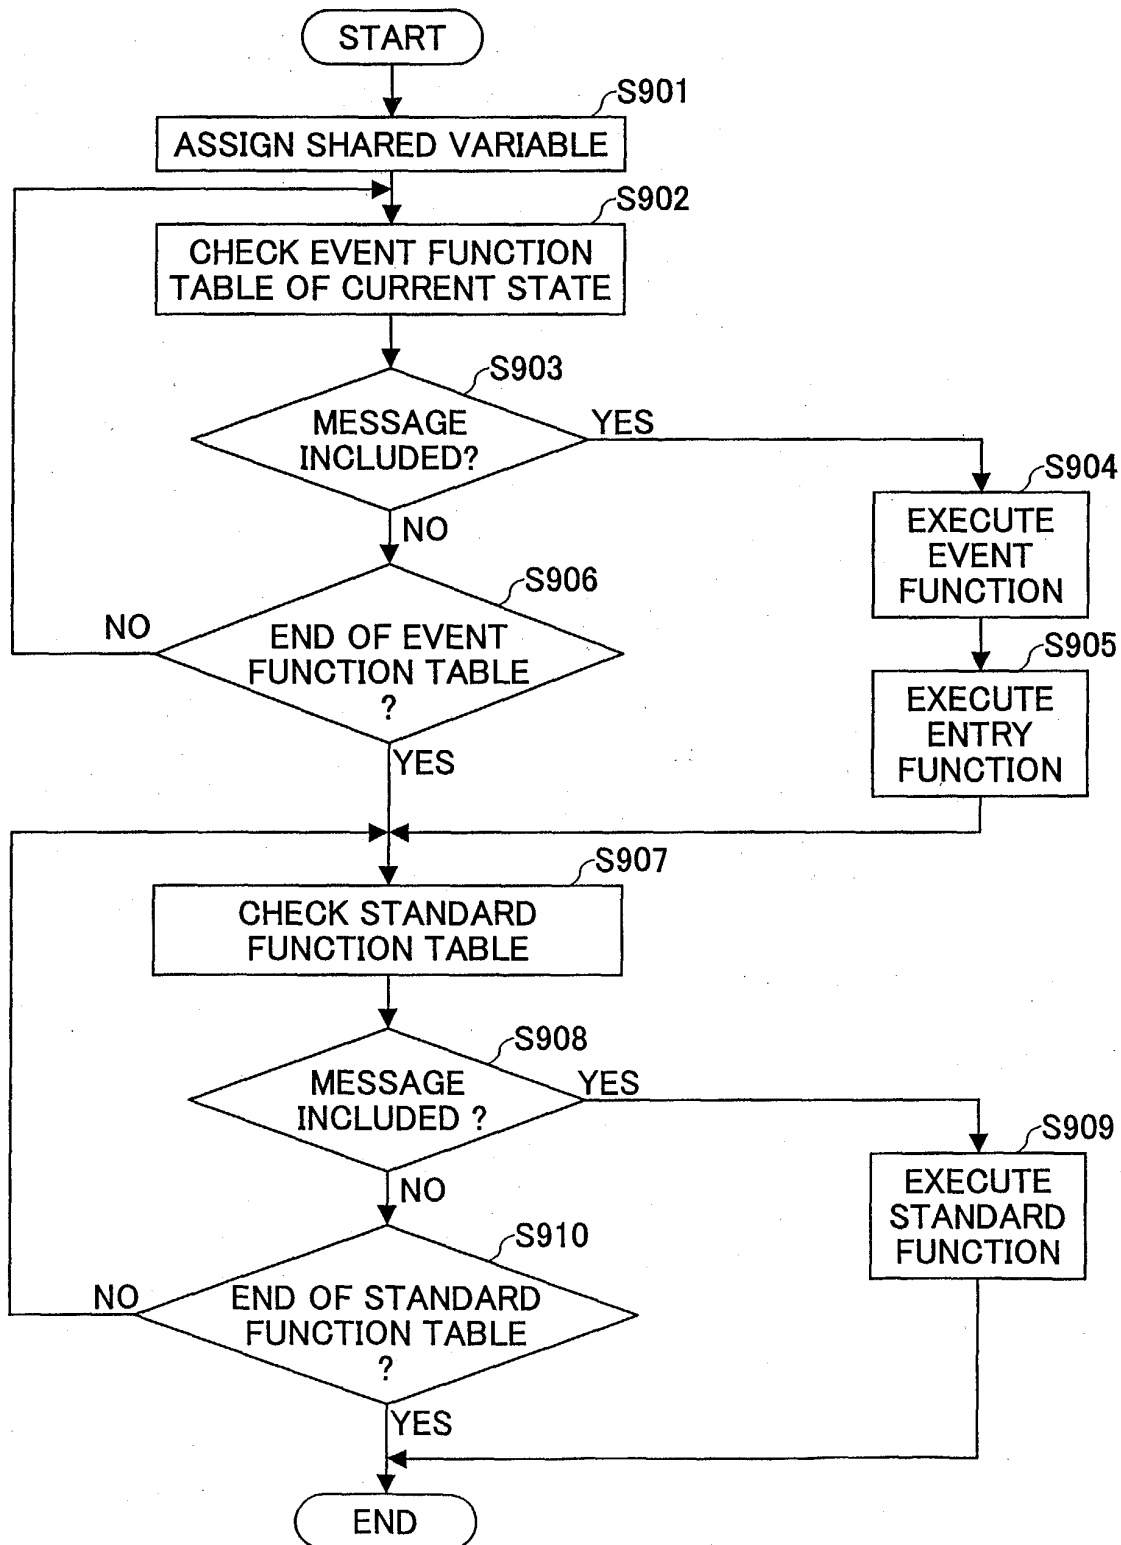 START
S901
ASSIGN SHARED VARIABLE
S902
CHECK EVENT FUNCTION
TABLE OF CURRENT STATE
S903
MESSAGE
INCLUDED?
YES
NO
S904
EXECUTE
EVENT
FUNCTION
S905
EXECUTE
ENTRY
FUNCTION
S906
END OF EVENT
FUNCTION TABLE
?
NO
YES
S907
CHECK STANDARD
FUNCTION TABLE
S908
MESSAGE
INCLUDED ?
YES
NO
S909
EXECUTE
STANDARD
FUNCTION
S910
END OF STANDARD
FUNCTION TABLE
?
NO
YES
END